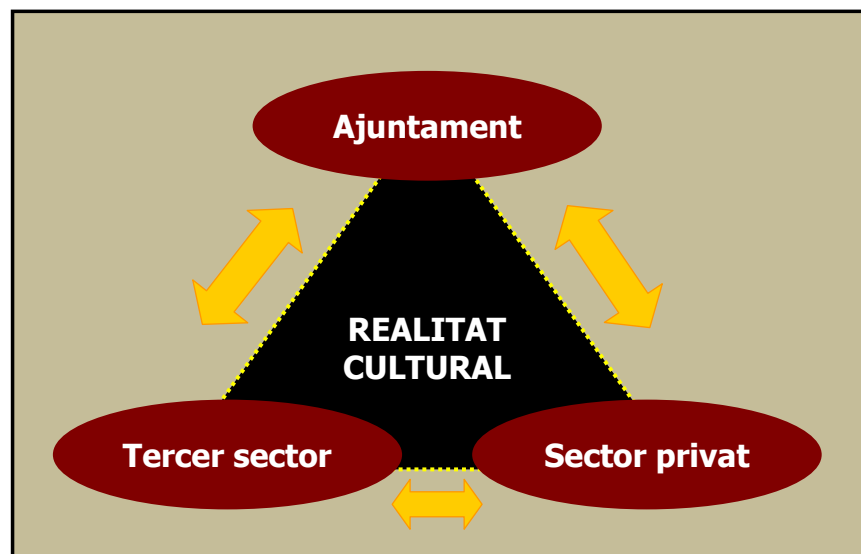 Ajuntament
REALITAT
CULTURAL
Tercer sector
Sector privat